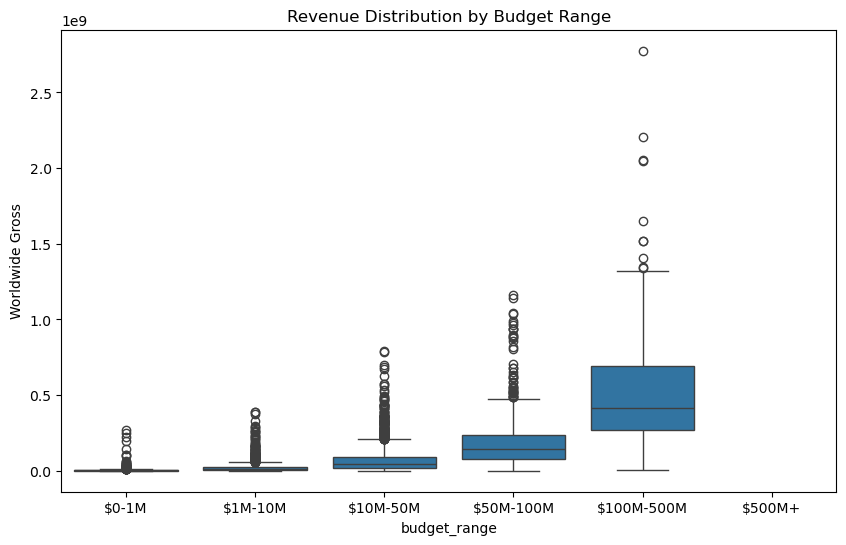 Revenue Distribution by Budget Range
1e9
2.5
2.0
1.5
1.0
0.5
0.0
Worldwide Gross
$0-1M $1M-10M $10M-50M $50M-100M $100M-500M $500M+
budget_range